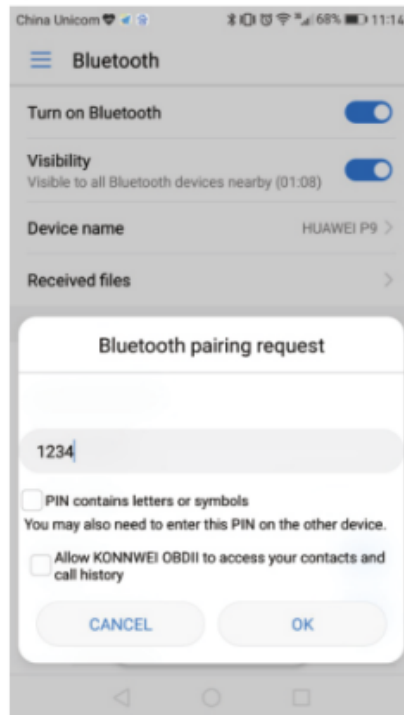 China Unicom 68% 11:14
Bluetooth
Turn on Bluetooth
Visibility
Visible to all Bluetooth devices nearby (01:08)
Device name HUAWEI P9 >
Received files >
Bluetooth pairing request
1234
PIN contains letters or symbols
You may also need to enter this PIN on the other device.
Allow KONNWEI OBDII to access your contacts and
call history
CANCEL OK